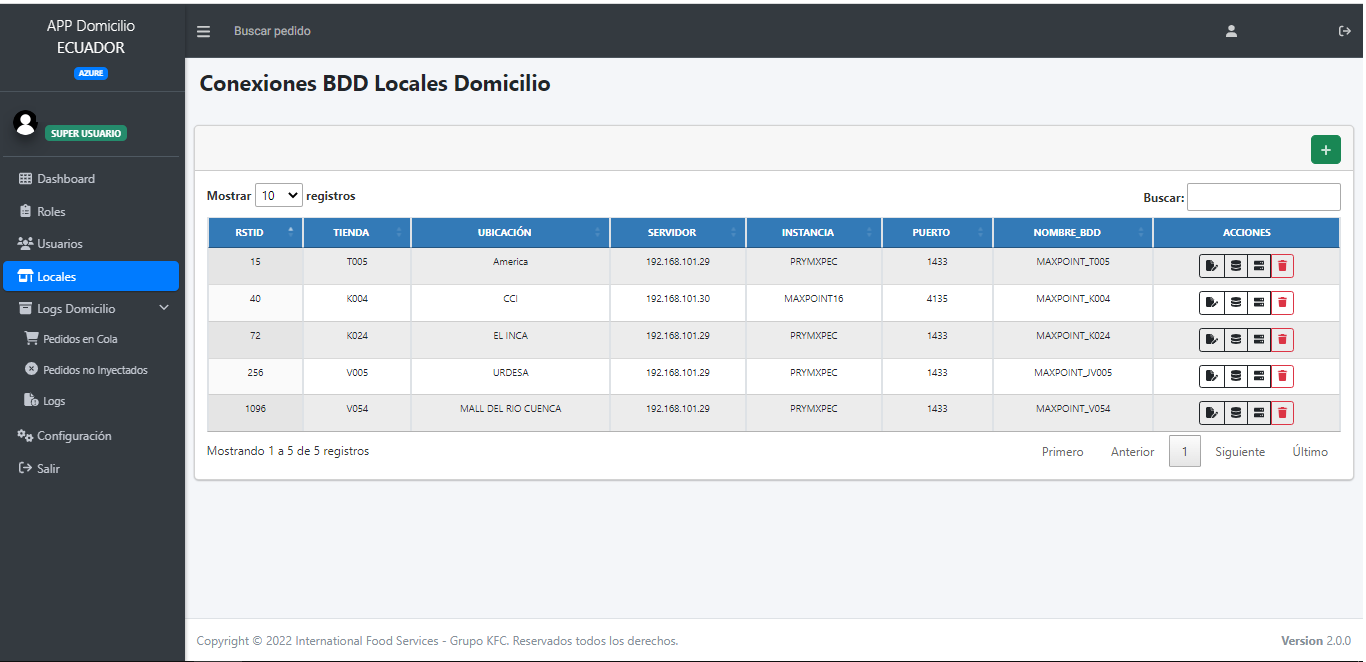 APP Domicilio
ECUADOR
AZURE
SUPER USUARIO
Dashboard
Roles
Usuarios
Locales
Logs Domicilio
Pedidos en Cola
Pedidos no Inyectados
Logs
Configuración
Salir
Buscar pedido
Conexiones BDD Locales Domicilio
+
Mostrar 10 registros Buscar:
RSTID TIENDA UBICACIÓN SERVIDOR INSTANCIA PUERTO NOMBRE_BDD ACCIONES
15 T005 America 192.168.101.29 PRYMXPEC 1433 MAXPOINT_T005
40 K004 CCI 192.168.101.30 MAXPOINT16 4135 MAXPOINT_K004
72 K024 EL INCA 192.168.101.29 PRYMXPEC 1433 MAXPOINT_K024
256 V005 URDESA 192.168.101.29 PRYMXPEC 1433 MAXPOINT_JV005
1096 V054 MALL DEL RIO CUENCA 192.168.101.29 PRYMXPEC 1433 MAXPOINT_V054
Mostrando 1 a 5 de 5 registros Primero Anterior 1 Siguiente Último
Copyright © 2022 International Food Services - Grupo KFC. Reservados todos los derechos. Version 2.0.0